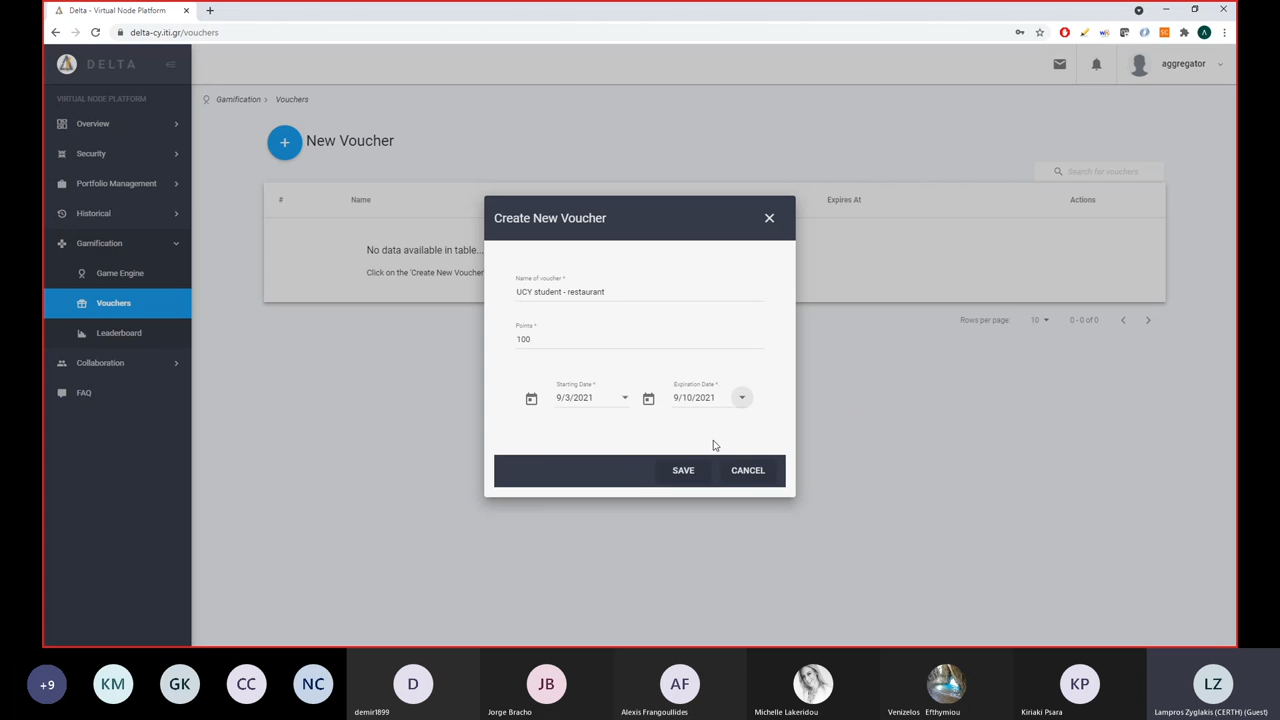 Delta - Virtual Node Platform
delta-cy.iti.gr/vouchers
DELTA
aggregator
VIRTUAL NODE PLATFORM
Overview
Security
Portfolio Management
Historical
Gamification
Game Engine
Vouchers
Leaderboard
Collaboration
FAQ
Gamification > Vouchers
+ New Voucher
Search for vouchers
# Name Expires At Actions
No data available in table...
Click on the 'Create New Voucher
Rows per page: 10 0-0 of 0
Create New Voucher
Name of voucher *
UCY student - restaurant
Points *
100
Starting Date * Expiration Date *
9/3/2021 9/10/2021
SAVE CANCEL
+9 KM GK CC NC D JB AF KP LZ
demir1899 Jorge Bracho Alexis Frangoullides Michelle Lakeridou Venizelos Efthymiou Kiriaki Psara Lampros Zyglakis (CERTH) (Guest)